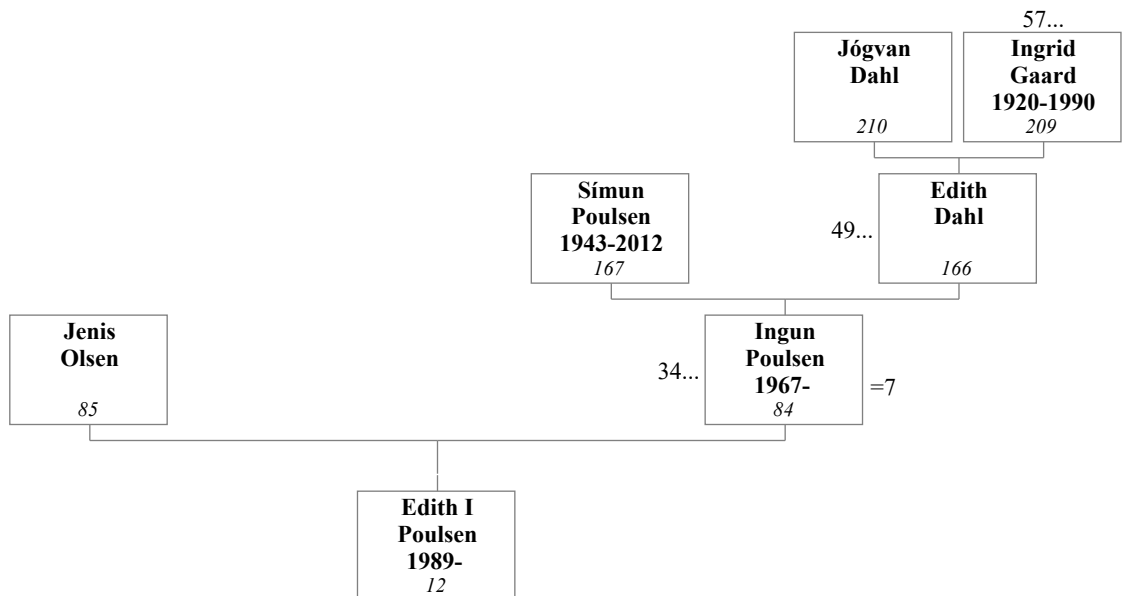 57...
Jógvan
Dahl
210
Ingrid
Gaard
1920-1990
209
Símun
Poulsen
1943-2012
167
49...
Edith
Dahl
166
Jenis
Olsen
85
34...
Ingun
Poulsen
1967-
84
=7
Edith I
Poulsen
1989-
12